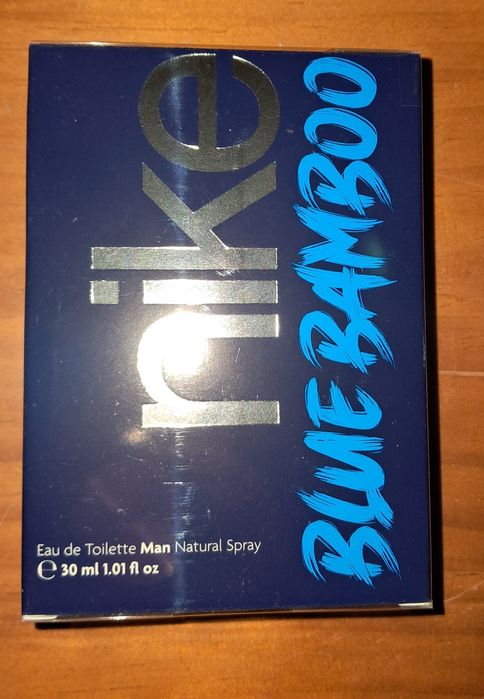 nike
BLUE BAMBOO
Eau de Toilette Man Natural Spray
℮ 30 ml 1.01 fl oz